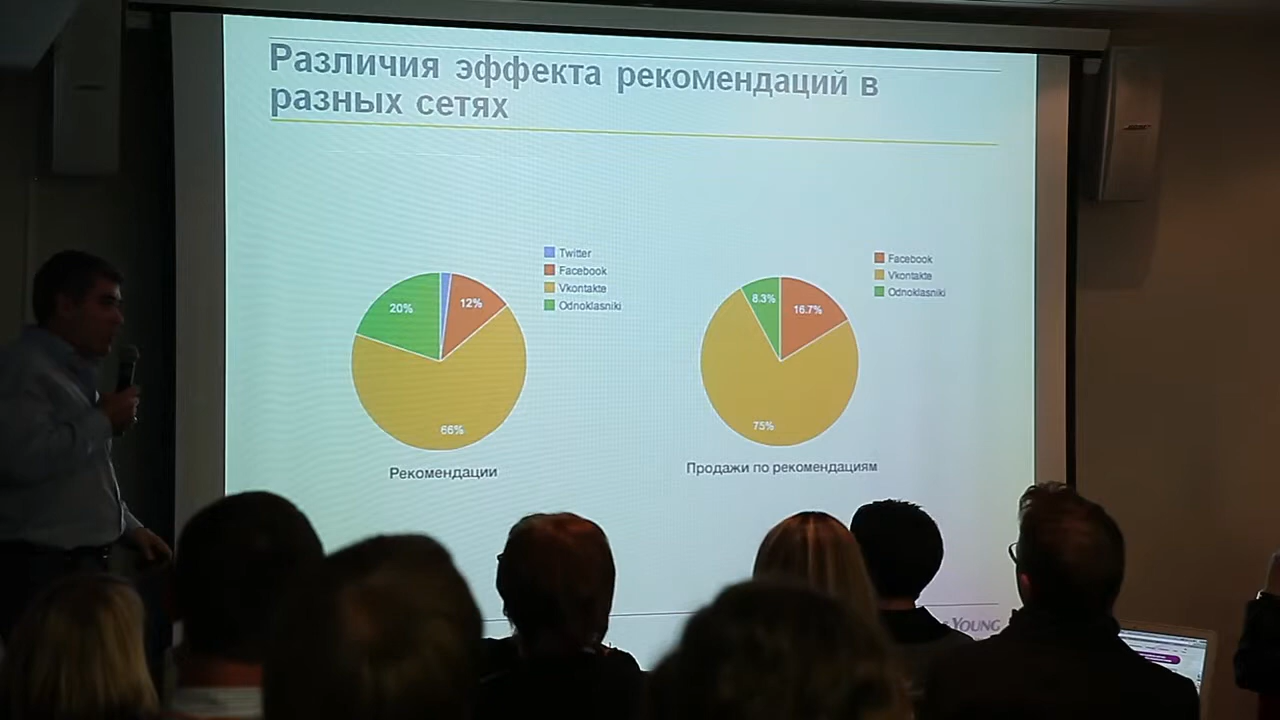 Различия эффекта рекомендаций в
разных сетях
Twitter
Facebook
Vkontakte
Odnoklasniki
20%
12%
66%
Рекомендации
Facebook
Vkontakte
Odnoklasniki
8.3%
16.7%
75%
Продажи по рекомендациям
YOUNG